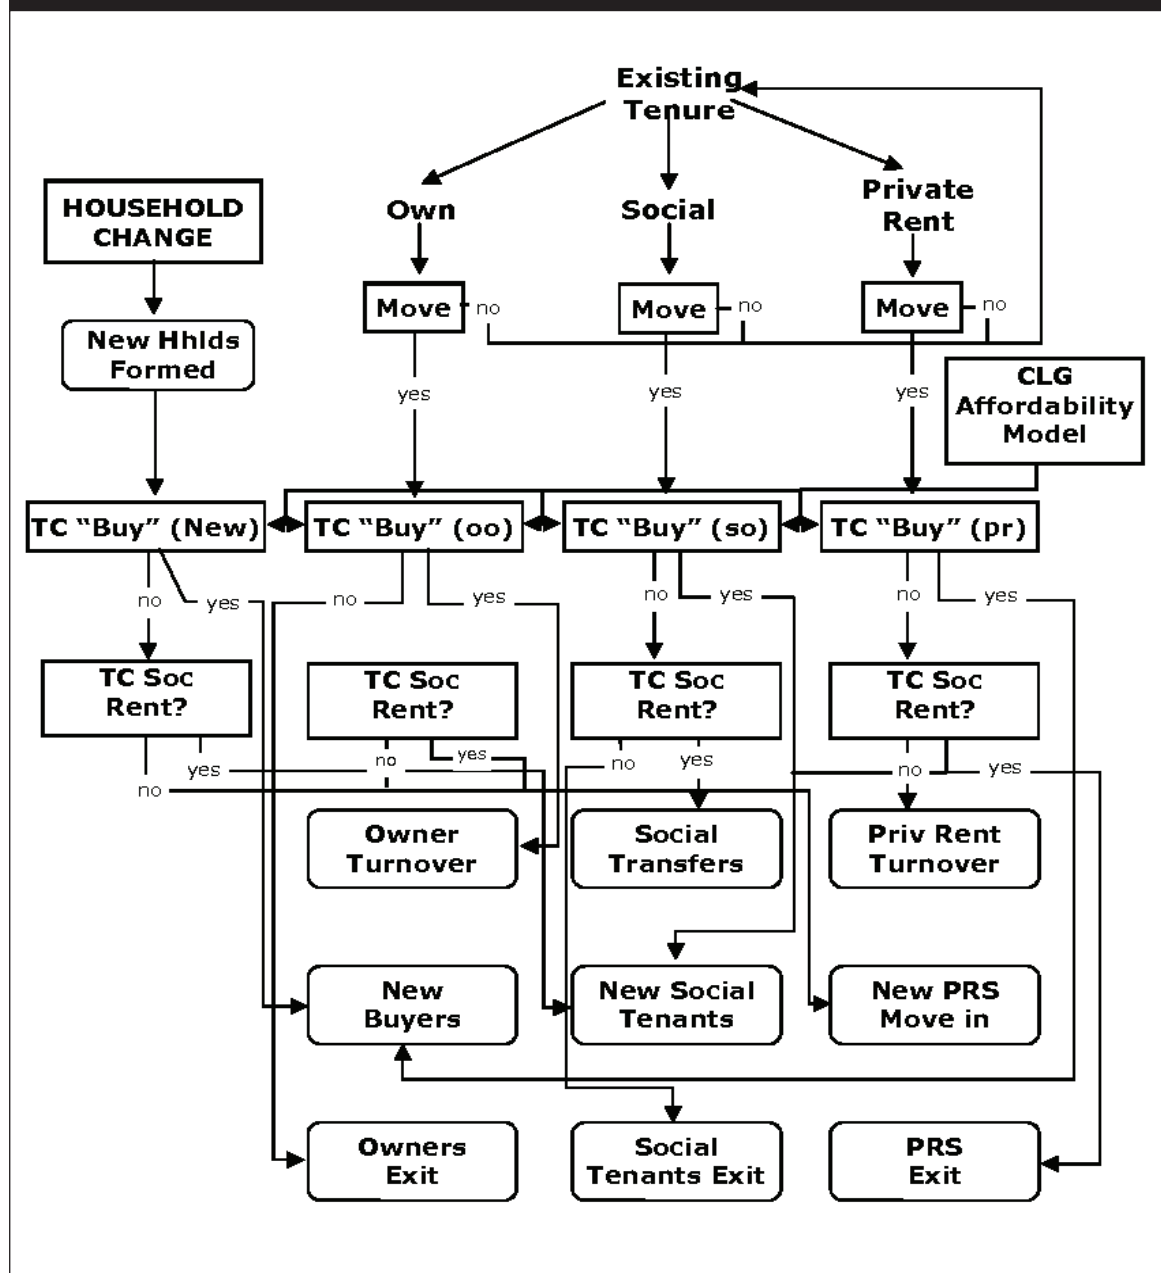 Existing
Tenure
HOUSEHOLD
CHANGE
Own
Social
Private
Rent
Move
no
Move
no
Move
no
New Hhlds
Formed
yes
yes
yes
CLG
Affordability
Model
TC “Buy” (New)
TC “Buy” (oo)
TC “Buy” (so)
TC “Buy” (pr)
no
yes
no
yes
no
yes
no
yes
TC Soc
Rent?
TC Soc
Rent?
TC Soc
Rent?
TC Soc
Rent?
no
yes
no
yes
no
yes
no
yes
Owner
Turnover
Social
Transfers
Priv Rent
Turnover
New
Buyers
New Social
Tenants
New PRS
Move in
Owners
Exit
Social
Tenants Exit
PRS
Exit